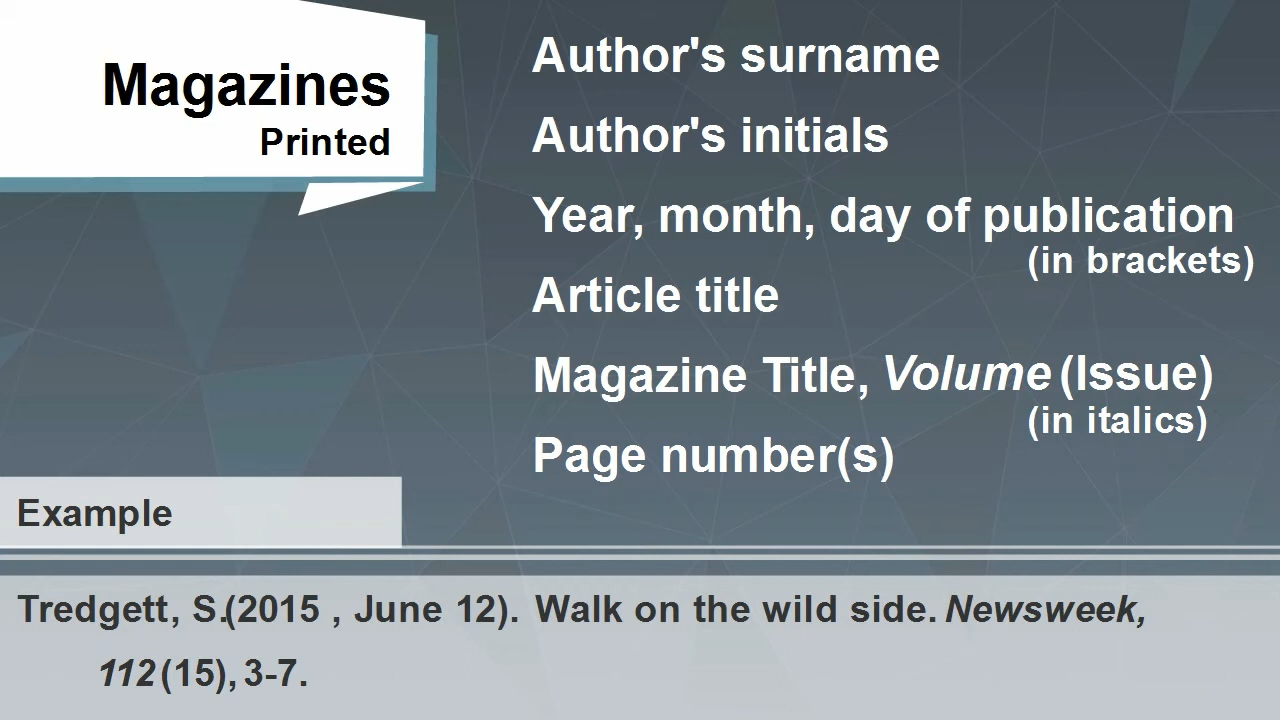 Magazines
Printed
Author's surname
Author's initials
Year, month, day of publication
(in brackets)
Article title
Magazine Title, Volume (Issue)
(in italics)
Page number(s)
Example
Tredgett, S.(2015 , June 12). Walk on the wild side. Newsweek,
112 (15), 3-7.